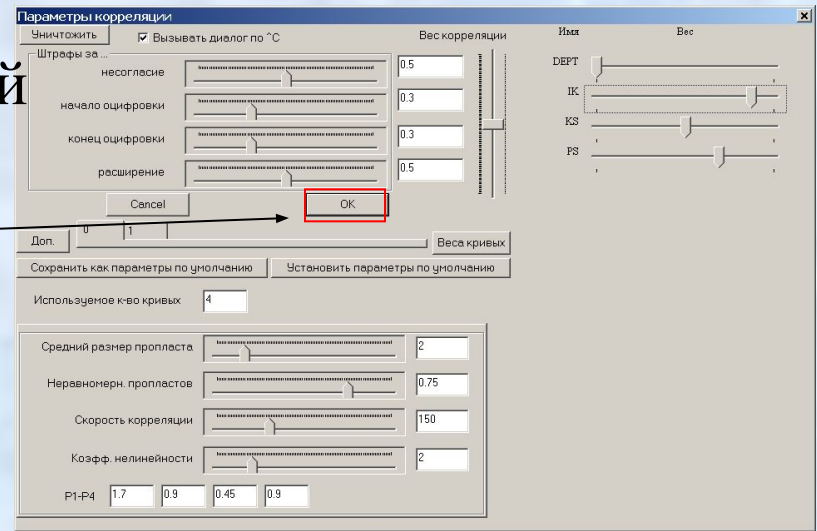 Параметры корреляции
Уничтожить Вызывать диалог по ^C Вес корреляции Имя Вес
Штрафы за ...
несогласие 0.5 DEPT
й
начало оцифровки 0.3 IK
конец оцифровки 0.3 KS
расширение 0.5 PS
Cancel OK
0 1
Доп. Веса кривых
Сохранить как параметры по умолчанию Установить параметры по умолчанию
Используемое к-во кривых 4
Средний размер пропласта 2
Неравномерн. пропластов 0.75
Скорость корреляции 150
Коэфф. нелинейности 2
P1-P4 1.7 0.9 0.45 0.9